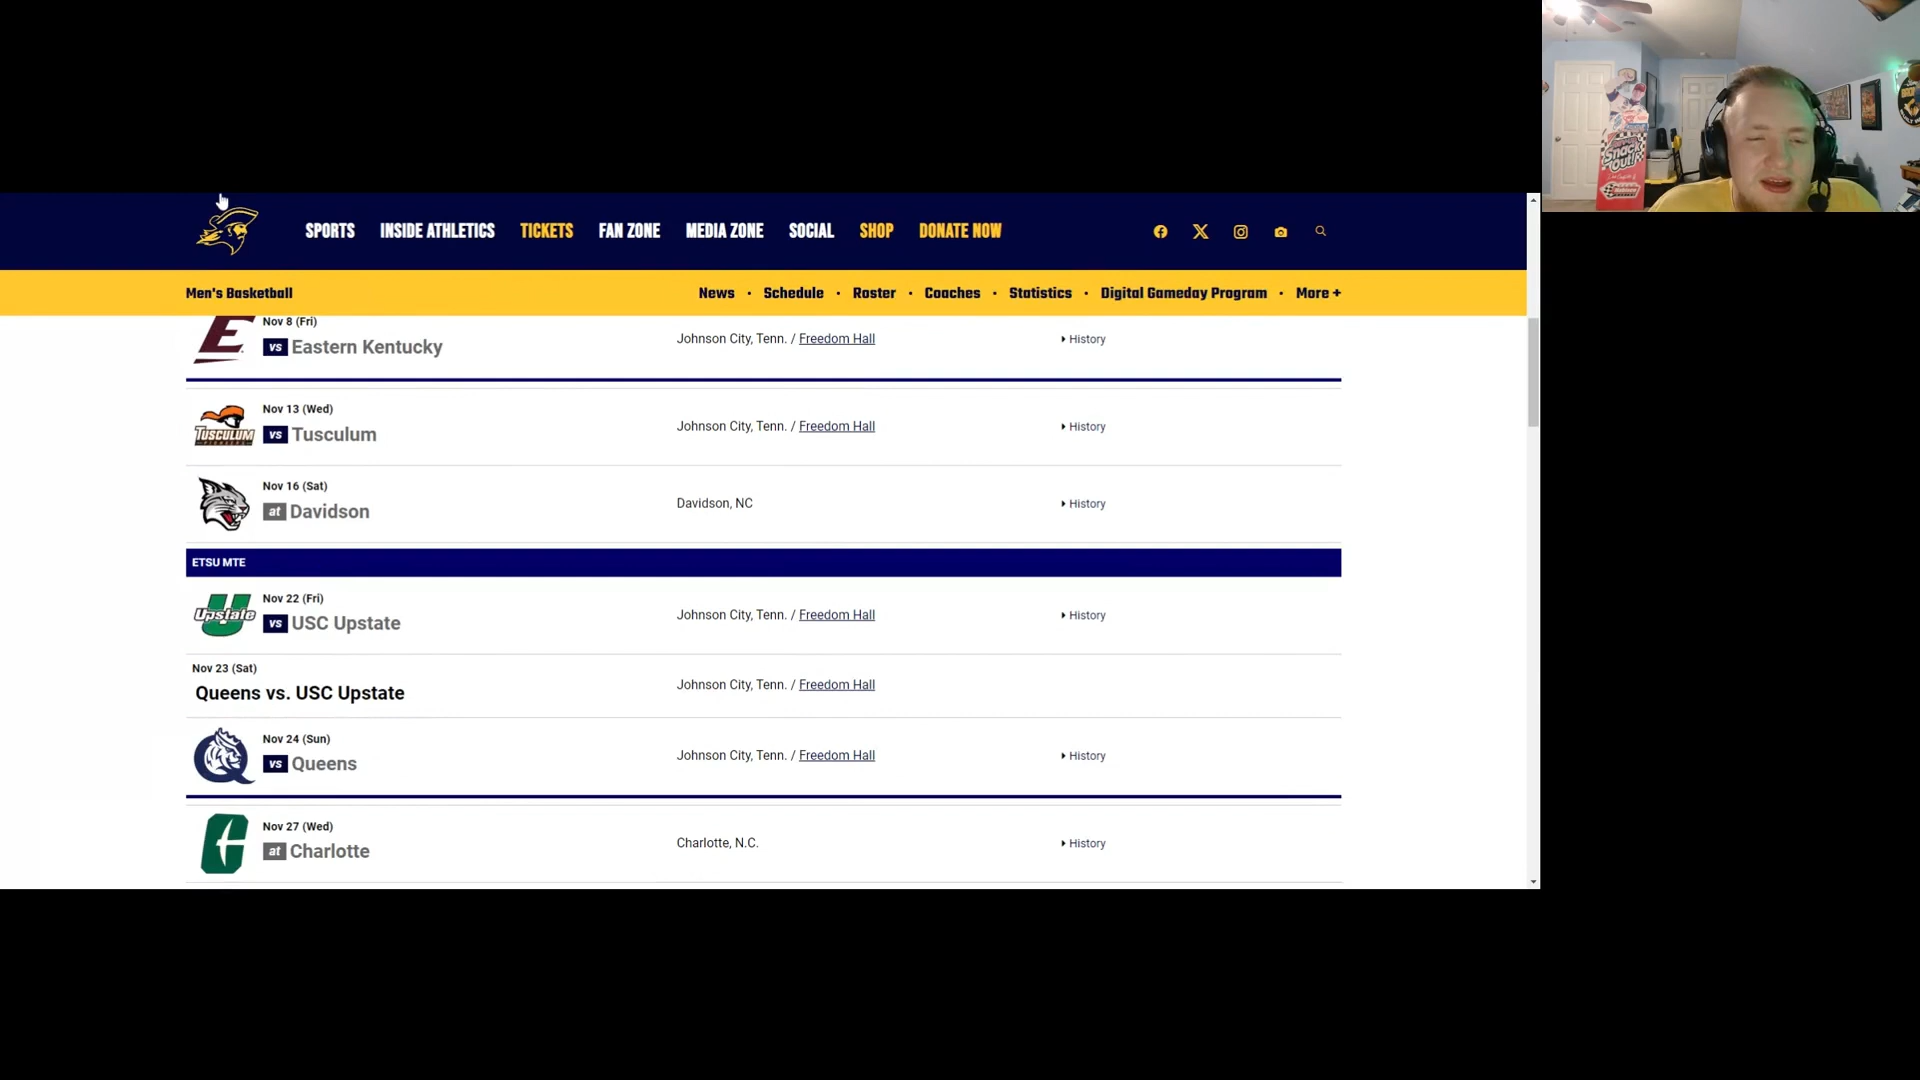 SPORTS INSIDE ATHLETICS TICKETS FAN ZONE MEDIA ZONE SOCIAL SHOP DONATE NOW
Men's Basketball News • Schedule • Roster • Coaches • Statistics • Digital Gameday Program • More +
Nov 8 (Fri)
E vs Eastern Kentucky Johnson City, Tenn. / Freedom Hall History
Nov 13 (Wed)
TUSCULUM vs Tusculum Johnson City, Tenn. / Freedom Hall History
Nov 16 (Sat)
at Davidson Davidson, NC History
ETSU MTE
Nov 22 (Fri)
Upstate vs USC Upstate Johnson City, Tenn. / Freedom Hall History
Nov 23 (Sat)
Queens vs. USC Upstate Johnson City, Tenn. / Freedom Hall
Nov 24 (Sun)
vs Queens Johnson City, Tenn. / Freedom Hall History
Nov 27 (Wed)
at Charlotte Charlotte, N.C. History
Snack
Out!